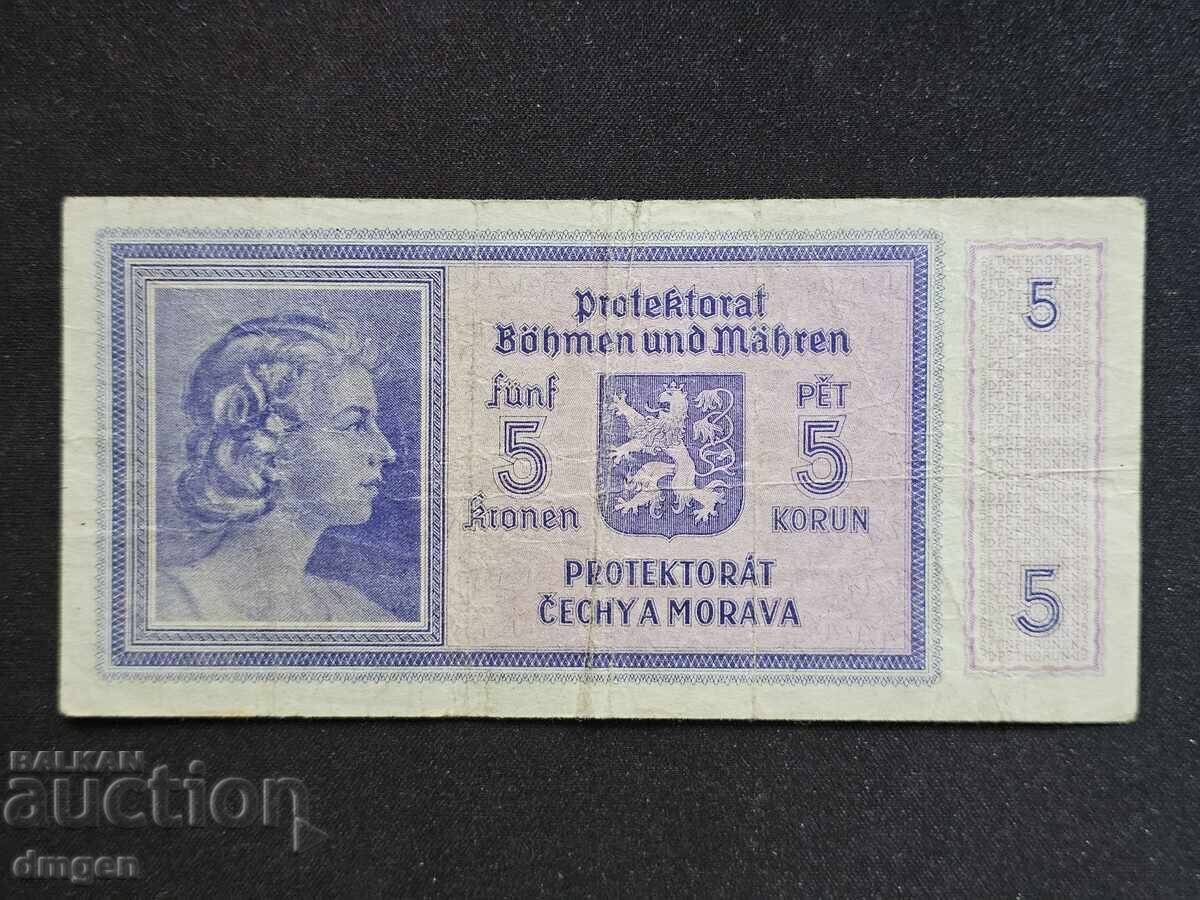 Protektorat
Böhmen und Mähren
fünf
5
Kronen
PĚT
5
KORUN
PROTEKTORÁT
ČECHY A MORAVA
5
5
BALKAN
auction
dmgen